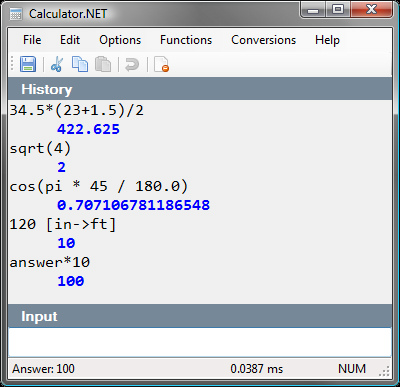 Calculator.NET
File Edit Options Functions Conversions Help
History
34.5*(23+1.5)/2
422.625
sqrt(4)
2
cos(pi * 45 / 180.0)
0.707106781186548
120 [in->ft]
10
answer*10
100
Input
Answer: 100 0.0387 ms NUM